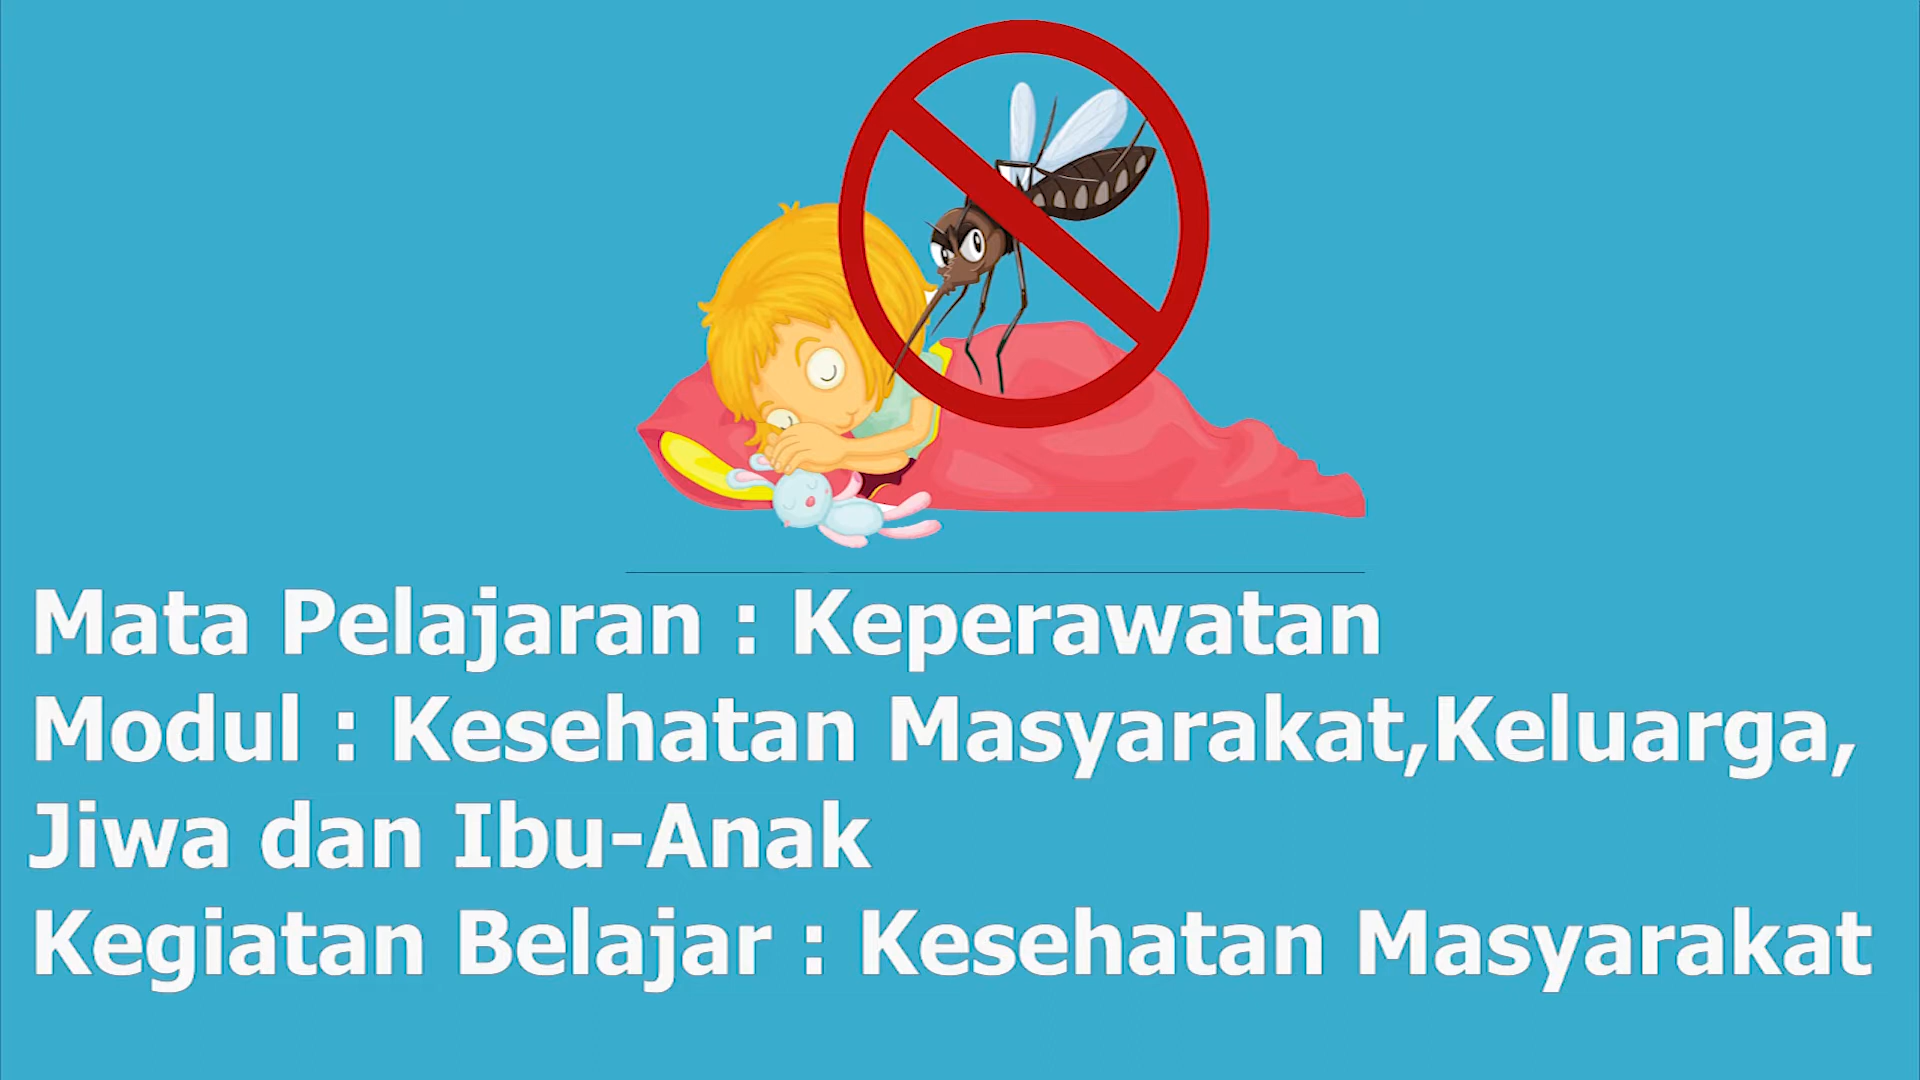 Mata Pelajaran : Keperawatan
Modul : Kesehatan Masyarakat,Keluarga,
Jiwa dan Ibu-Anak
Kegiatan Belajar : Kesehatan Masyarakat